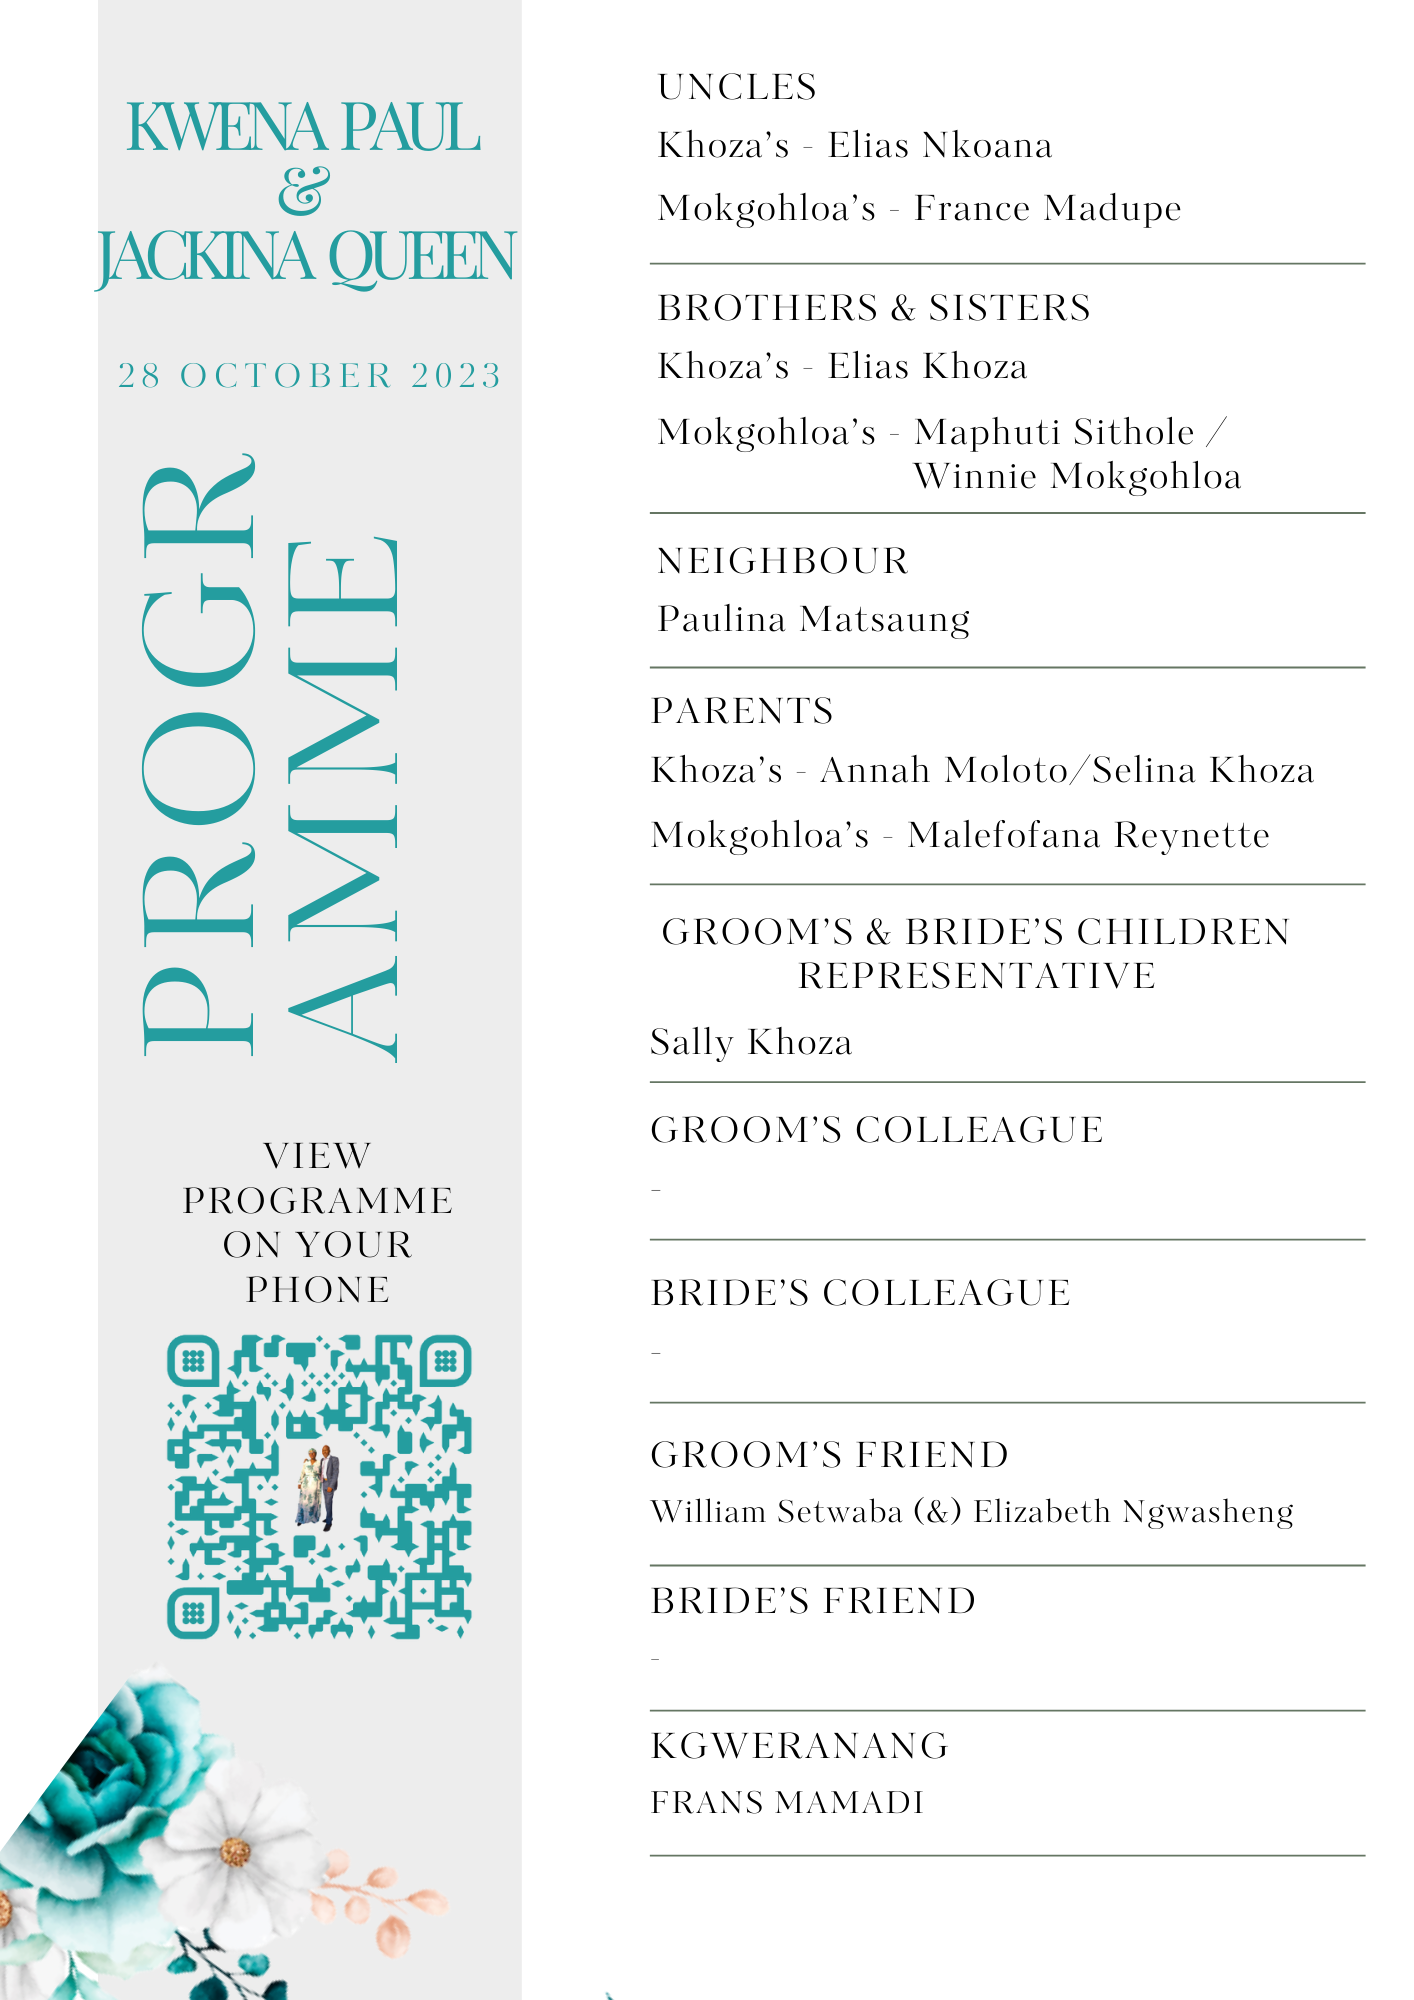 KWENA PAUL
&
JACKINA QUEEN
28 OCTOBER 2023
PROGR
AMME
VIEW
PROGRAMME
ON YOUR
PHONE
UNCLES
Khoza’s - Elias Nkoana
Mokgohloa’s - France Madupe
BROTHERS & SISTERS
Khoza’s - Elias Khoza
Mokgohloa’s - Maphuti Sithole /
Winnie Mokgohloa
NEIGHBOUR
Paulina Matsaung
PARENTS
Khoza’s - Annah Moloto/Selina Khoza
Mokgohloa’s - Malefofana Reynette
GROOM’S & BRIDE’S CHILDREN
REPRESENTATIVE
Sally Khoza
GROOM’S COLLEAGUE
-
BRIDE’S COLLEAGUE
-
GROOM’S FRIEND
William Setwaba (&) Elizabeth Ngwasheng
BRIDE’S FRIEND
-
KGWERANANG
FRANS MAMADI